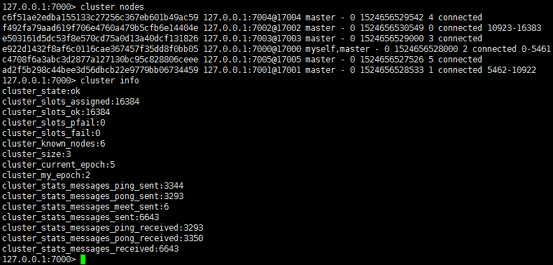 127.0.0.1:7000> cluster nodes
c6f51ae2edba155133c27256c367eb601b49ac59 127.0.0.1:7004@17004 master - 0 1524656529542 4 connected
f492fa79aad619f706e4760a479b5cfb6e14404e 127.0.0.1:7002@17002 master - 0 1524656530549 0 connected 10923-16383
e503161d5dc53f8e570cd75a0d13a40dcf131826 127.0.0.1:7003@17003 master - 0 1524656529000 3 connected
e922d1432f8af6c0116cae367457f35dd8f0bb05 127.0.0.1:7000@17000 myself,master - 0 1524656528000 2 connected 0-5461
c4708f6a3abc3d2877a127130bc95c828806ceee 127.0.0.1:7005@17005 master - 0 1524656527526 5 connected
ad2f5b298c44bee3d56dbcb22e9779bb06734459 127.0.0.1:7001@17001 master - 0 1524656528533 1 connected 5462-10922
127.0.0.1:7000> cluster info
cluster_state:ok
cluster_slots_assigned:16384
cluster_slots_ok:16384
cluster_slots_pfail:0
cluster_slots_fail:0
cluster_known_nodes:6
cluster_size:3
cluster_current_epoch:5
cluster_my_epoch:2
cluster_stats_messages_ping_sent:3344
cluster_stats_messages_pong_sent:3293
cluster_stats_messages_meet_sent:6
cluster_stats_messages_sent:6643
cluster_stats_messages_ping_received:3293
cluster_stats_messages_pong_received:3350
cluster_stats_messages_received:6643
127.0.0.1:7000>